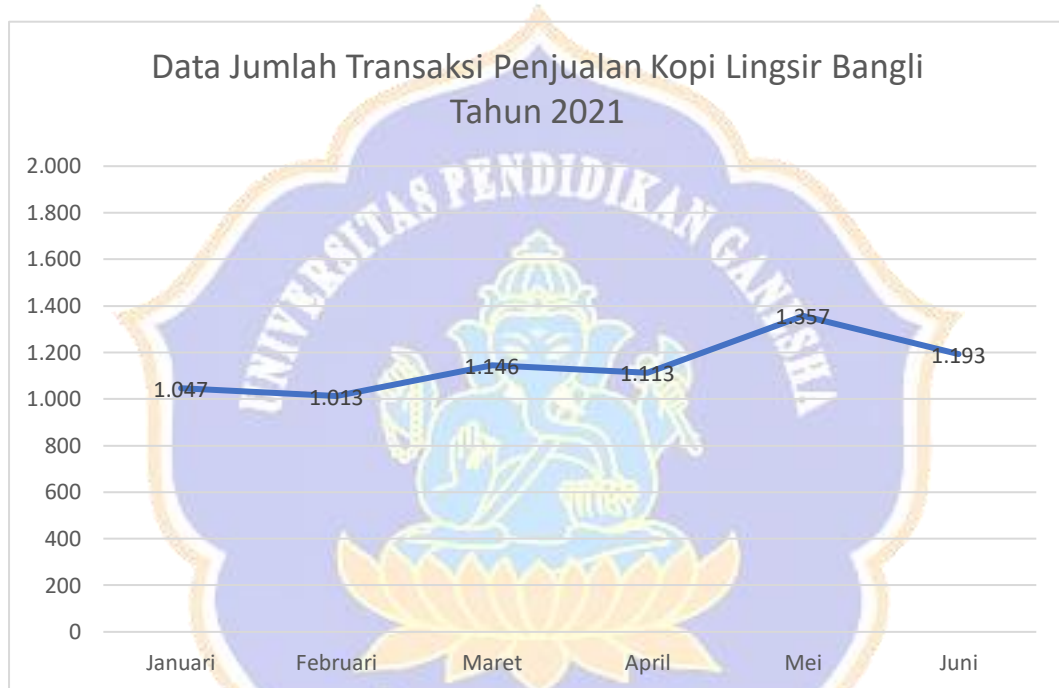 Data Jumlah Transaksi Penjualan Kopi Lingsir Bangli
Tahun 2021
UNIVERSITAS PENDIDIKAN GANESHA
2.000
1.800
1.600
1.400
1.200
1.000
800
600
400
200
0
1.047
1.013
1.146
1.113
1.357
1.193
Januari
Februari
Maret
April
Mei
Juni